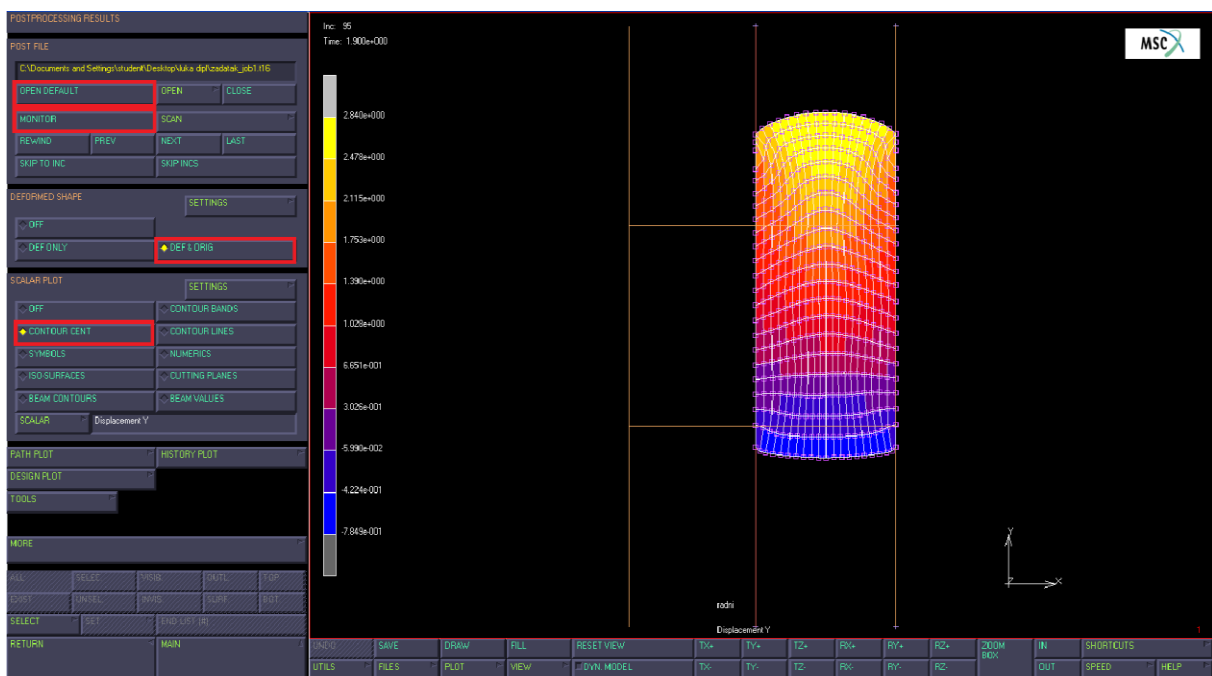 POSTPROCESSING RESULTS
POST FILE
C:\Documents and Settings\student\Desktop\luka dipl\zadatak_job1.t16
OPEN DEFAULT OPEN CLOSE
MONITOR SCAN
REWIND PREV NEXT LAST
SKIP TO INC SKIP INCS
DEFORMED SHAPE SETTINGS
OFF
DEF ONLY DEF & ORIG
SCALAR PLOT SETTINGS
OFF CONTOUR BANDS
CONTOUR CENT CONTOUR LINES
SYMBOLS NUMERICS
ISO-SURFACES CUTTING PLANES
BEAM CONTOURS BEAM VALUES
SCALAR Displacement Y
PATH PLOT HISTORY PLOT
DESIGN PLOT
TOOLS
MORE
ALL: SELEC. VISIB. OUTL. TOP
EXIST. UNSEL. INVIS. SURF. BOT.
SELECT SET END LIST (#)
RETURN MAIN
Inc: 95
Time: 1.900e+000
2.840e+000
2.478e+000
2.115e+000
1.753e+000
1.390e+000
1.028e+000
6.651e-001
3.026e-001
-5.990e-002
-4.224e-001
-7.849e-001
MSC X
Y
Z X
radni
Displacement Y
1
UNDO SAVE DRAW FILL RESET VIEW TX+ TY+ TZ+ RX+ RY+ RZ+ ZOOM BOX IN SHORTCUTS
UTILS FILES PLOT VIEW DYN. MODEL TX- TY- TZ- RX- RY- RZ- OUT SPEED HELP